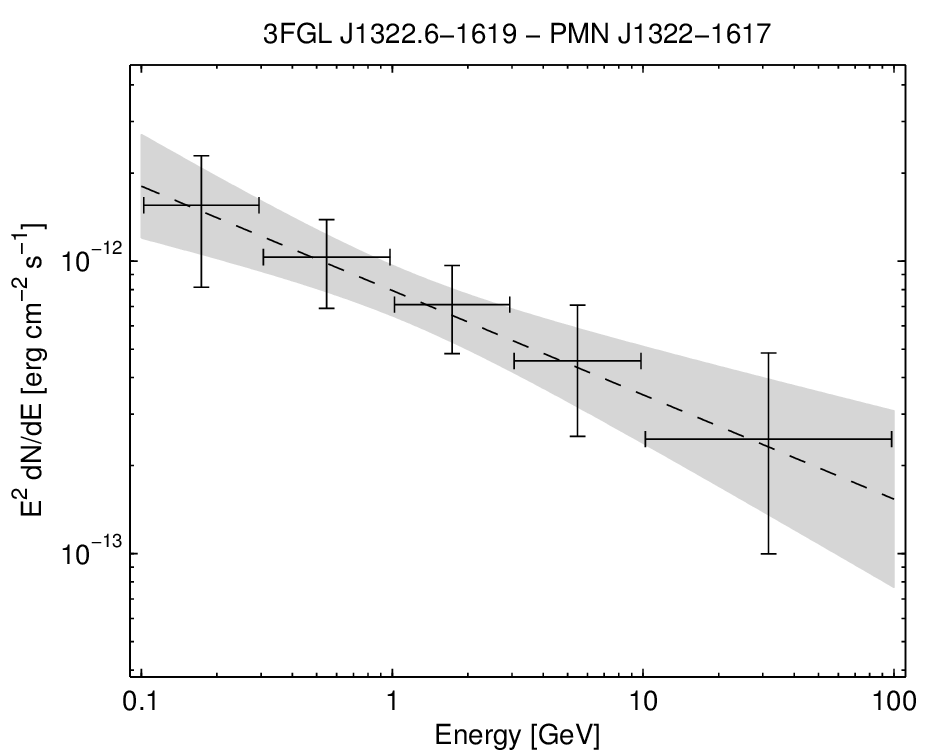 3FGL J1322.6−1619 − PMN J1322−1617
E² dN/dE [erg cm⁻² s⁻¹]
10⁻¹²
10⁻¹³
0.1 1 10 100
Energy [GeV]